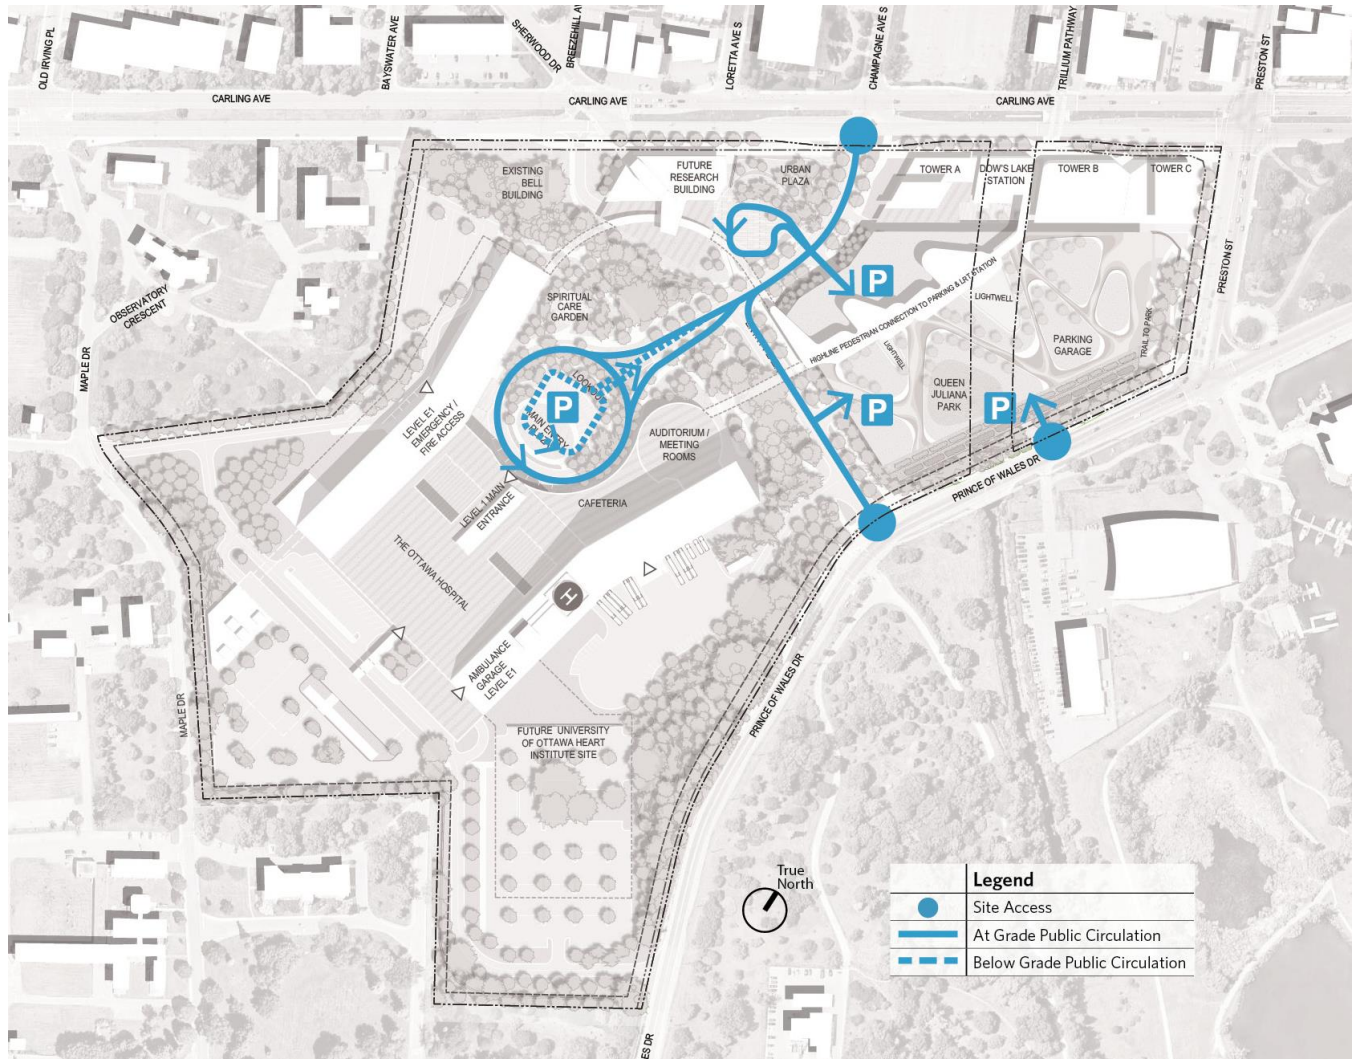 OLD IRVING PL
BAYSWATER AVE
SHERWOOD DR
LORETTA AVE S
CHAMPAGNE AVE S
TRILLIUM PATHWAY
PRESTON ST
CARLING AVE
CARLING AVE
CARLING AVE
EXISTING
BELL
BUILDING
FUTURE
RESEARCH
BUILDING
URBAN
PLAZA
TOWER A
DOW'S LAKE
STATION
TOWER B
TOWER C
PRESTON ST
OBSERVATORY
CRESCENT
MAPLE DR
SPIRITUAL
CARE
GARDEN
P
HIGHLINE PEDESTRIAN CONNECTION TO PARKING & LRT STATION
LIGHTWELL
LIGHTWELL
PARKING
GARAGE
TRAIL TO PARK
QUEEN
JULIANA
PARK
P
P
P
MAIN ENTRY
LEVEL E1
EMERGENCY /
FIRE ACCESS
AUDITORIUM /
MEETING
ROOMS
LEVEL 1 MAIN
ENTRANCE
CAFETERIA
PRINCE OF WALES DR
THE OTTAWA HOSPITAL
H
AMBULANCE
GARAGE
LEVEL E1
MAPLE DR
PRINCE OF WALES DR
FUTURE UNIVERSITY
OF OTTAWA HEART
INSTITUTE SITE
True
North
Legend
Site Access
At Grade Public Circulation
Below Grade Public Circulation
ES DR